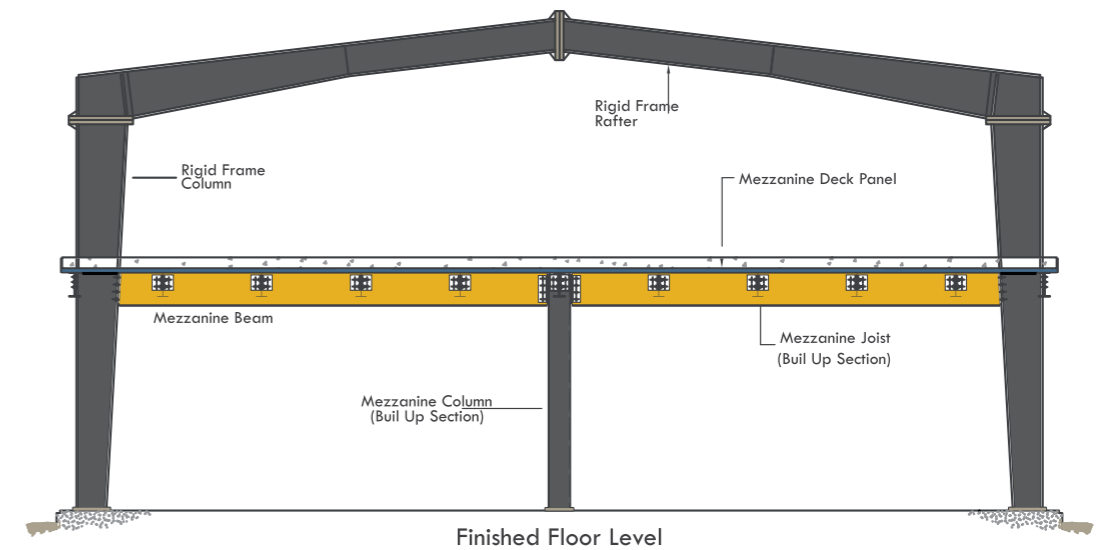 Rigid Frame
Rafter
Rigid Frame
Column
Mezzanine Deck Panel
Mezzanine Beam
Mezzanine Joist
(Buil Up Section)
Mezzanine Column
(Buil Up Section)
Finished Floor Level